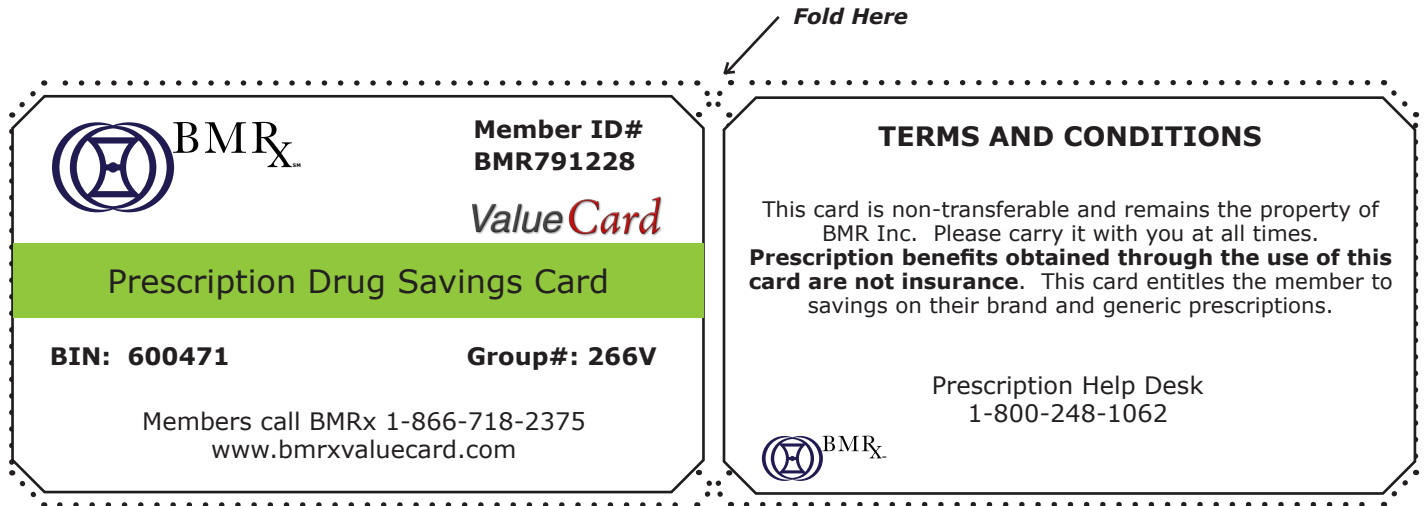 Fold Here
BMRx℠
Member ID#
BMR791228
ValueCard
Prescription Drug Savings Card
BIN: 600471
Group#: 266V
Members call BMRx 1-866-718-2375
www.bmrxvaluecard.com
TERMS AND CONDITIONS
This card is non-transferable and remains the property of
BMR Inc. Please carry it with you at all times.
Prescription benefits obtained through the use of this
card are not insurance. This card entitles the member to
savings on their brand and generic prescriptions.
Prescription Help Desk
1-800-248-1062
BMRx